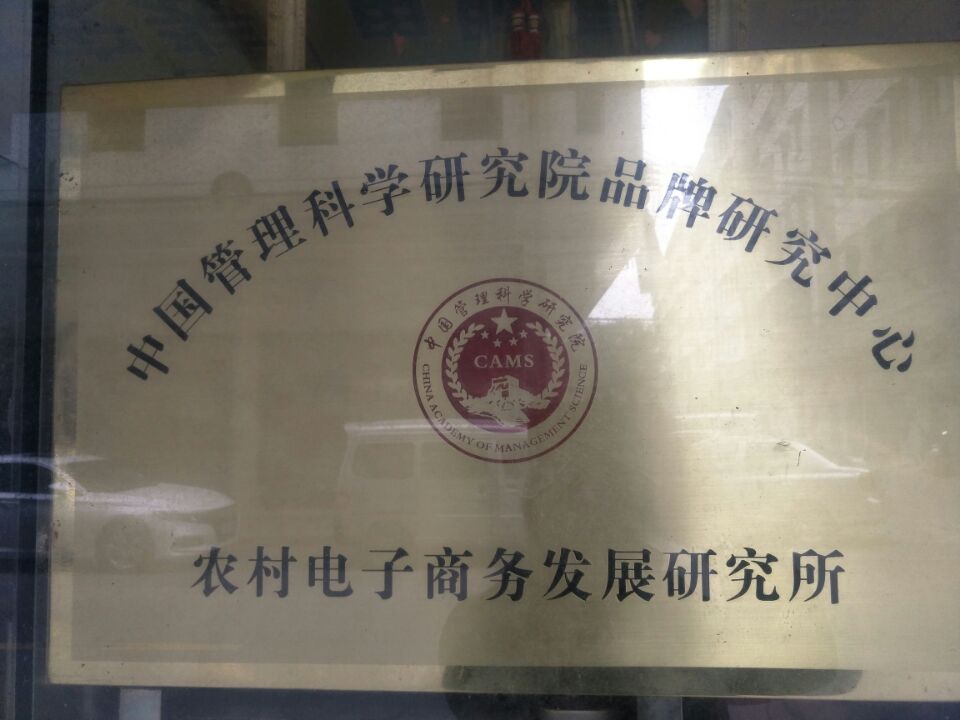 中国管理科学研究院品牌研究中心
中国管理科学研究院
CAMS
CHINA ACADEMY OF MANAGEMENT SCIENCE
农村电子商务发展研究所